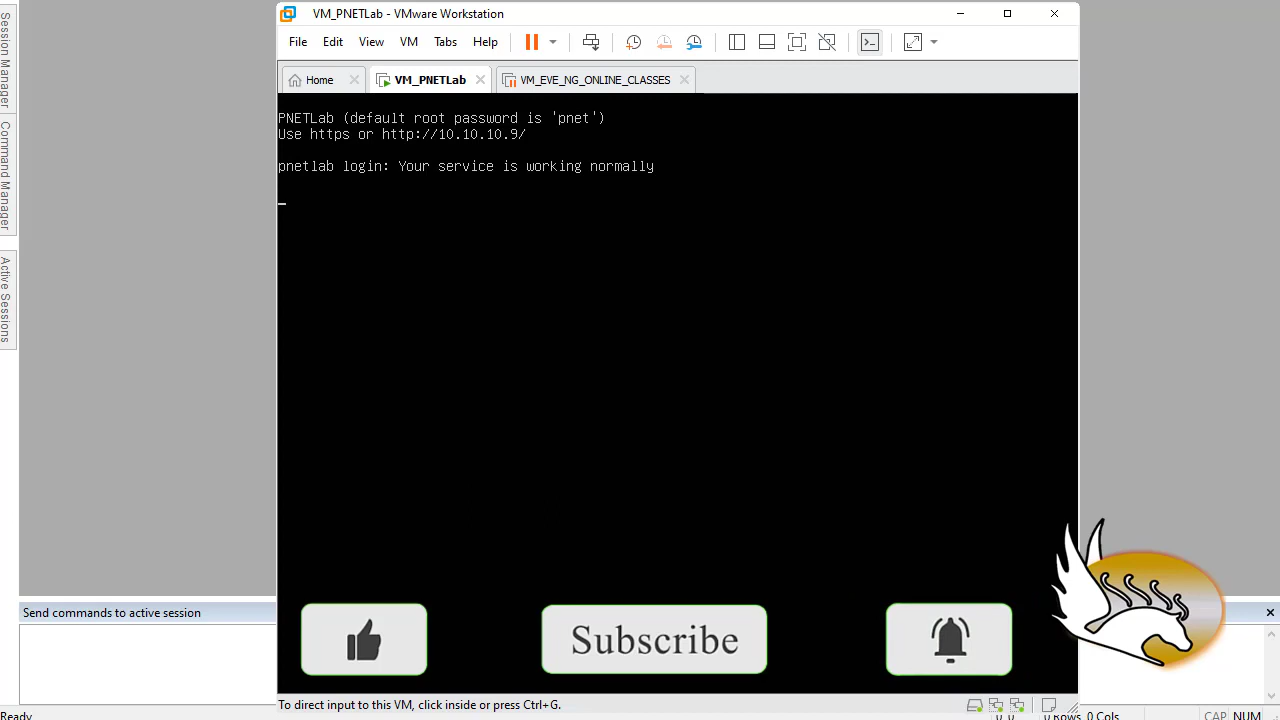 VM_PNETLab - VMware Workstation
File Edit View VM Tabs Help
Home VM_PNETLab VM_EVE_NG_ONLINE_CLASSES
PNETLab (default root password is 'pnet')
Use https or http://10.10.10.9/
pnetlab login: Your service is working normally
Session Manager
Command Manager
Active Sessions
Send commands to active session
Subscribe
To direct input to this VM, click inside or press Ctrl+G.
Ready
0 Rows, 0 Cols
CAP NUM